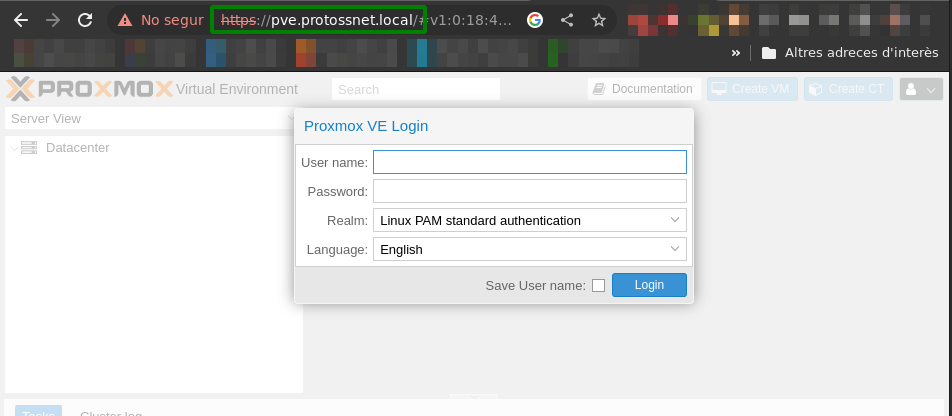 No segur https://pve.protossnet.local/#v1:0:18:4...
» Altres adreces d'interès
PROXMOX Virtual Environment Search Documentation Create VM Create CT
Server View
Datacenter
Proxmox VE Login
User name:
Password:
Realm: Linux PAM standard authentication
Language: English
Save User name: Login
Tasks Cluster log